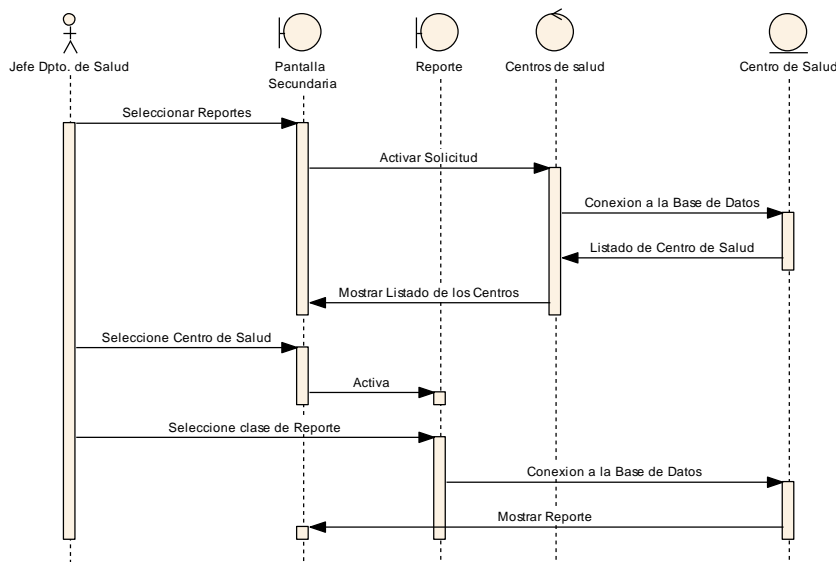 Jefe Dpto. de Salud
Pantalla
Secundaria
Reporte
Centros de salud
Centro de Salud
Seleccionar Reportes
Activar Solicitud
Conexion a la Base de Datos
Listado de Centro de Salud
Mostrar Listado de los Centros
Seleccione Centro de Salud
Activa
Seleccione clase de Reporte
Conexion a la Base de Datos
Mostrar Reporte